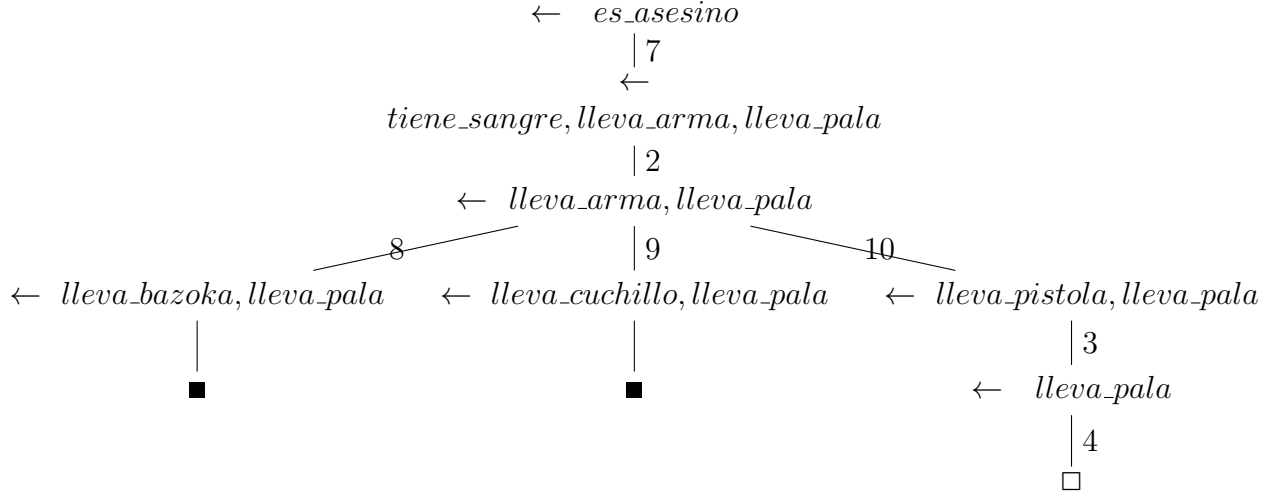 ← es_asesino
7
←
tiene_sangre, lleva_arma, lleva_pala
2
← lleva_arma, lleva_pala
8 9 10
← lleva_bazoka, lleva_pala ← lleva_cuchillo, lleva_pala ← lleva_pistola, lleva_pala
3
← lleva_pala
4